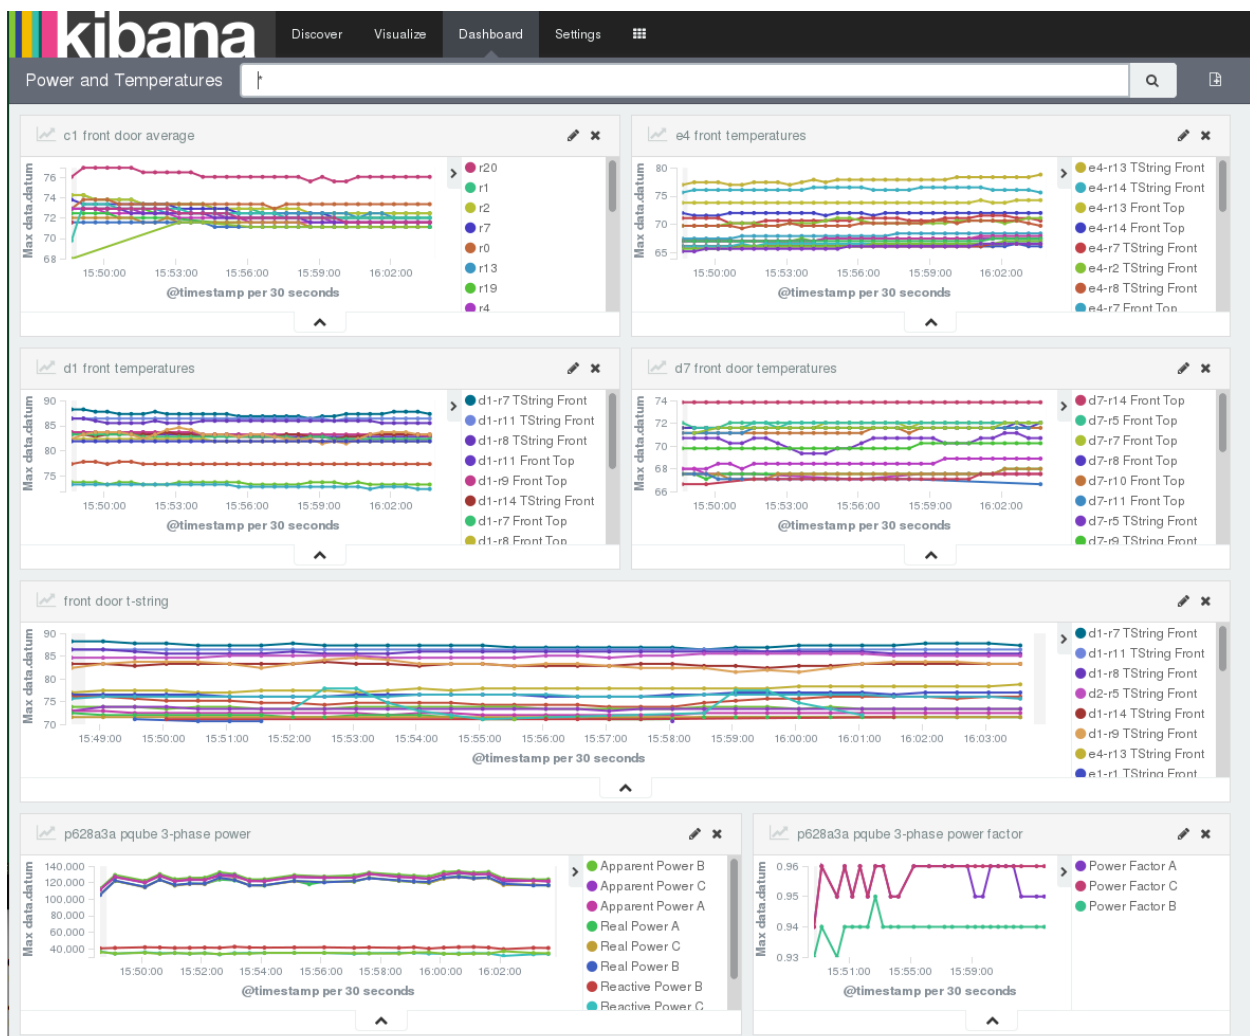 kibana
Discover Visualize Dashboard Settings
Power and Temperatures *
c1 front door average
Max data.datum
76
74
72
70
68
15:50:00 15:53:00 15:56:00 15:59:00 16:02:00
@timestamp per 30 seconds
r20
r1
r2
r7
r0
r13
r19
r4
e4 front temperatures
Max data.datum
80
75
70
65
15:50:00 15:53:00 15:56:00 15:59:00 16:02:00
@timestamp per 30 seconds
e4-r13 TString Front
e4-r14 TString Front
e4-r13 Front Top
e4-r14 Front Top
e4-r7 TString Front
e4-r2 TString Front
e4-r8 TString Front
e4-r7 Front Top
d1 front temperatures
Max data.datum
90
85
80
75
15:50:00 15:53:00 15:56:00 15:59:00 16:02:00
@timestamp per 30 seconds
d1-r7 TString Front
d1-r11 TString Front
d1-r8 TString Front
d1-r11 Front Top
d1-r9 Front Top
d1-r14 TString Front
d1-r7 Front Top
d1-r8 Front Top
d7 front door temperatures
Max data.datum
74
72
70
68
66
15:50:00 15:53:00 15:56:00 15:59:00 16:02:00
@timestamp per 30 seconds
d7-r14 Front Top
d7-r5 Front Top
d7-r7 Front Top
d7-r8 Front Top
d7-r10 Front Top
d7-r11 Front Top
d7-r5 TString Front
d7-r9 TString Front
front door t-string
Max data.datum
90
85
80
75
70
15:49:00 15:50:00 15:51:00 15:52:00 15:53:00 15:54:00 15:55:00 15:56:00 15:57:00 15:58:00 15:59:00 16:00:00 16:01:00 16:02:00 16:03:00
@timestamp per 30 seconds
d1-r7 TString Front
d1-r11 TString Front
d1-r8 TString Front
d2-r5 TString Front
d1-r14 TString Front
d1-r9 TString Front
e4-r13 TString Front
e1-r1 TString Front
p628a3a pqube 3-phase power
Max data.datum
140,000
120,000
100,000
80,000
60,000
40,000
15:50:00 15:52:00 15:54:00 15:56:00 15:58:00 16:00:00 16:02:00
@timestamp per 30 seconds
Apparent Power B
Apparent Power C
Apparent Power A
Real Power A
Real Power C
Real Power B
Reactive Power B
Reactive Power C
p628a3a pqube 3-phase power factor
Max data.datum
0.96
0.95
0.94
0.93
15:51:00 15:55:00 15:59:00
@timestamp per 30 seconds
Power Factor A
Power Factor C
Power Factor B